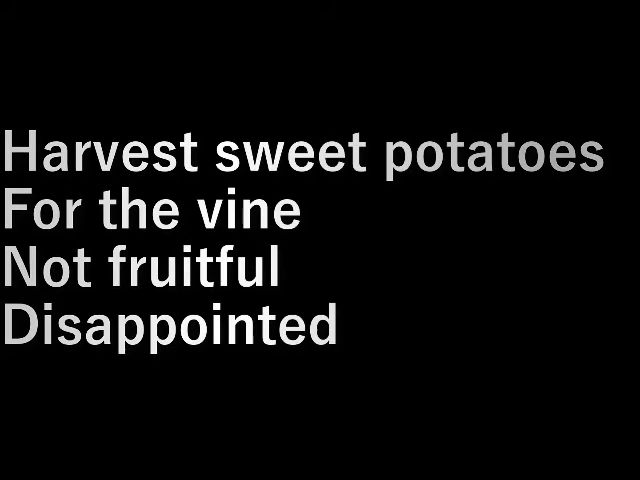 Harvest sweet potatoes
For the vine
Not fruitful
Disappointed